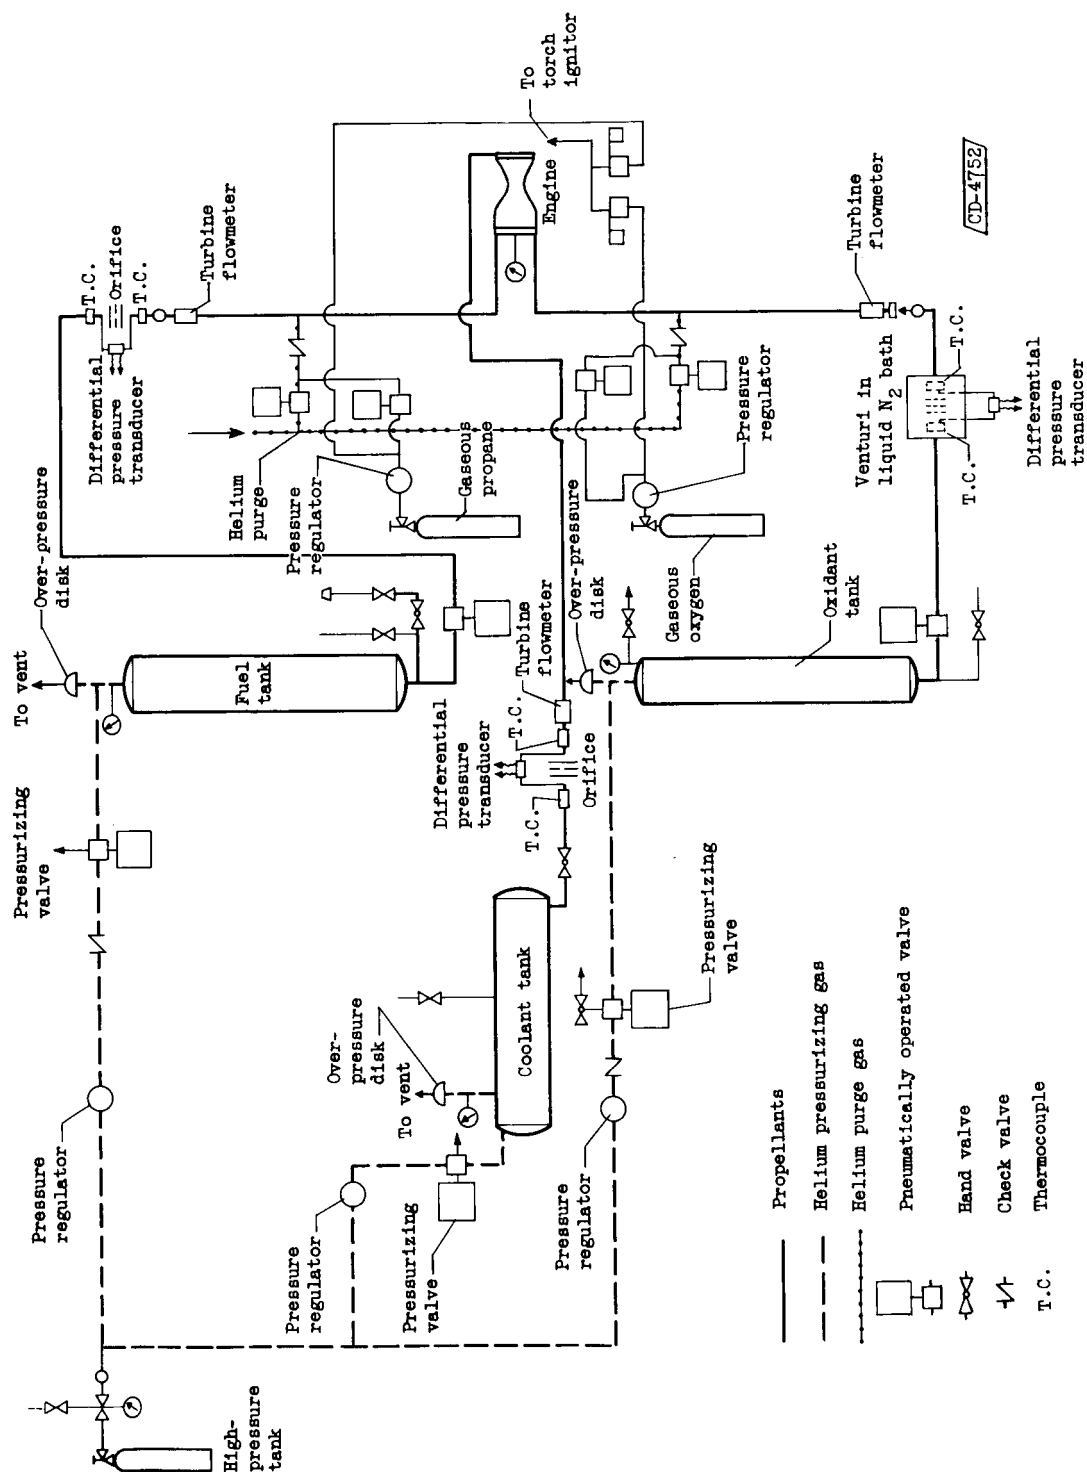 To vent
Over-pressure
disk
Pressurizing
valve
Pressure
regulator
High-
pressure
tank
Fuel
tank
Differential
pressure
transducer
T.C.
Orifice
T.C.
Turbine
flowmeter
Helium
purge
Pressure
regulator
Gaseous
propane
To
torch
ignitor
Engine
Pressure
regulator
Pressurizing
valve
Over-
pressure
disk
To vent
Coolant tank
Differential
pressure
transducer
T.C.
Orifice
T.C.
Turbine
flowmeter
Over-pressure
disk
Gaseous
oxygen
Pressure
regulator
Pressure
regulator
Pressurizing
valve
Oxidant
tank
Venturi in
liquid N₂ bath
T.C.
T.C.
Differential
pressure
transducer
Turbine
flowmeter
CD-4752
Propellants
Helium pressurizing gas
Helium purge gas
Pneumatically operated valve
Hand valve
Check valve
T.C. Thermocouple